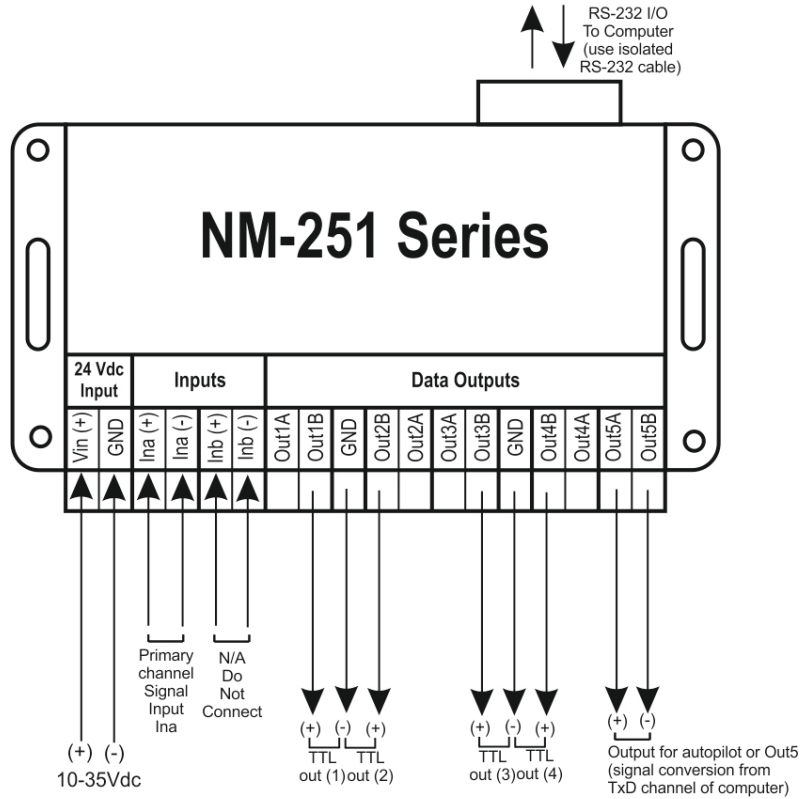 RS-232 I/O
To Computer
(use isolated
RS-232 cable)
NM-251 Series
24 Vdc
Input
Inputs
Data Outputs
Vin (+)
GND
Ina (+)
Ina (-)
Inb (+)
Inb (-)
Out1A
Out1B
GND
Out2B
Out2A
Out3A
Out3B
GND
Out4B
Out4A
Out5A
Out5B
Primary
channel
Signal
Input
Ina
N/A
Do
Not
Connect
(+) (-)
10-35Vdc
(+) (-) (+)
TTL
out (1)
TTL
out (2)
(+) (-) (+)
TTL
out (3)
TTL
out (4)
(+) (-)
Output for autopilot or Out5
(signal conversion from
TxD channel of computer)